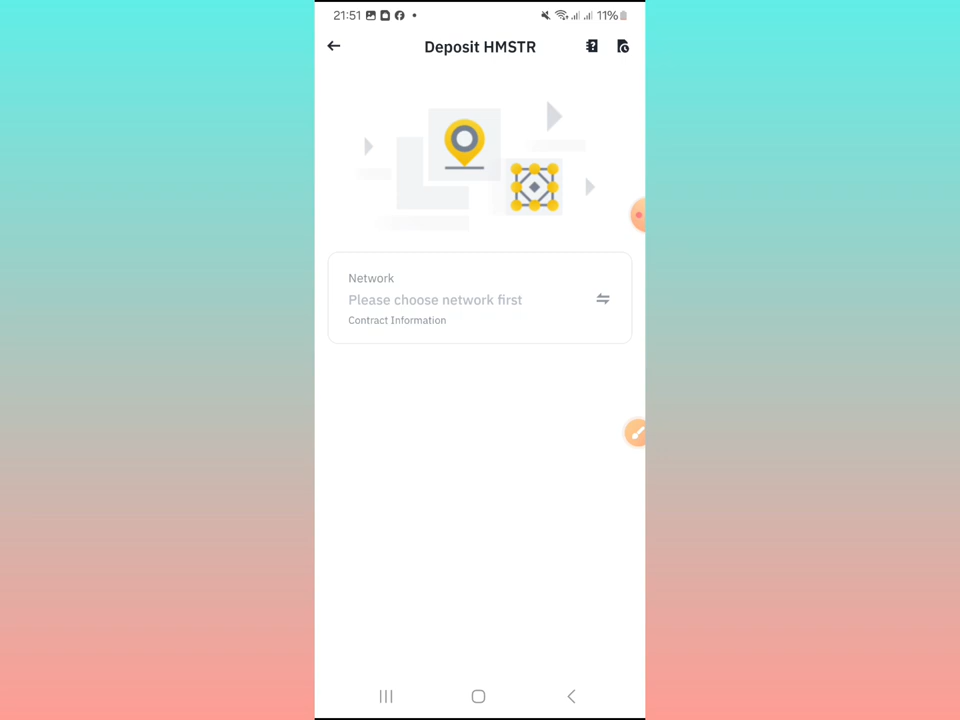 21:51
11%
Deposit HMSTR
Network
Please choose network first
Contract Information